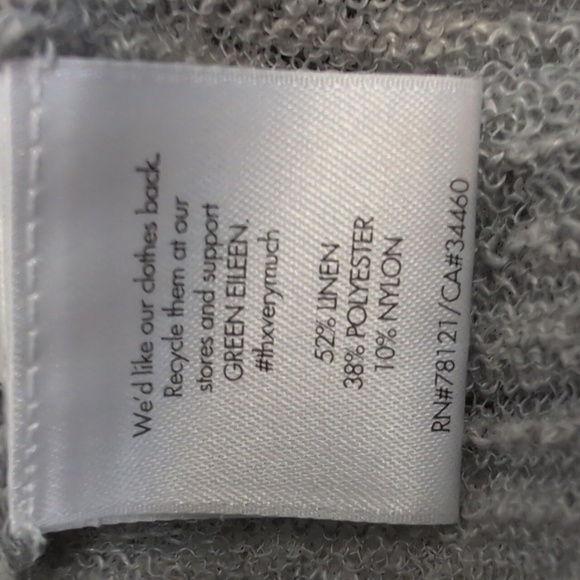 We'd like our clothes back.
Recycle them at our
stores and support
GREEN EILEEN.
#thxverymuch
52% LINEN
38% POLYESTER
10% NYLON
RN#78121/CA#34460